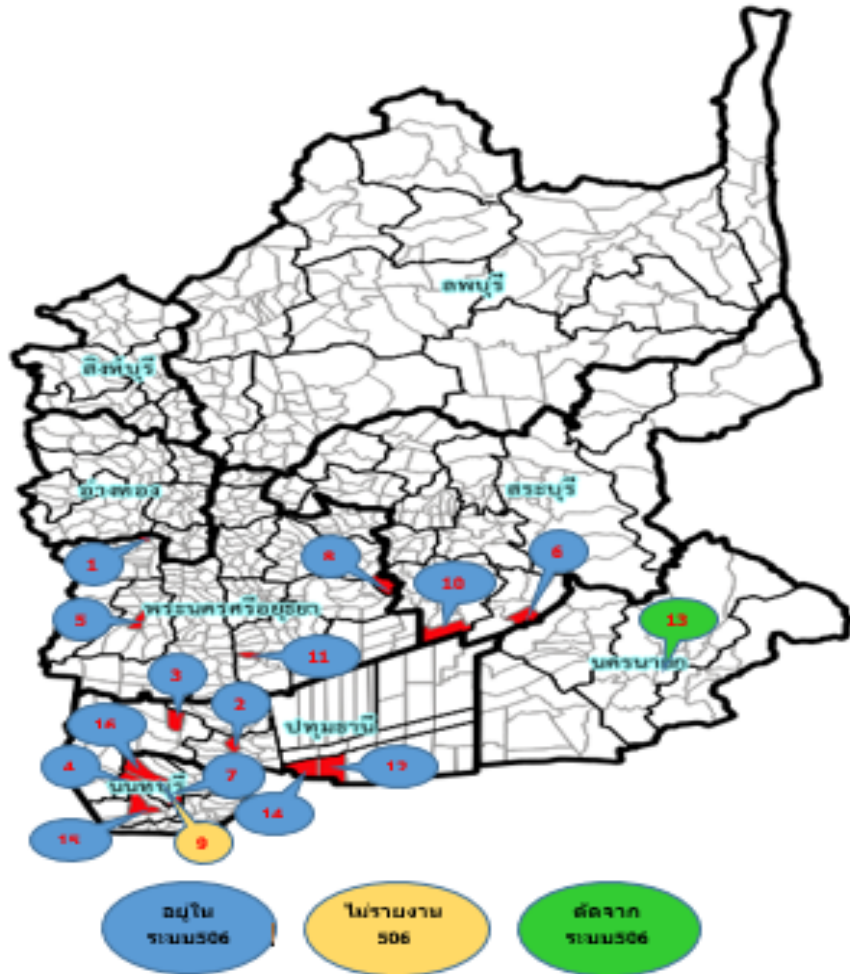 ลพบุรี
สิงห์บุรี
อ่างทอง
สระบุรี
1
8
6
10
พระนครศรีอยุธยา
5
13
นครนายก
11
3
2
ปทุมธานี
16
4
7
นนทบุรี
12
14
15
9
อยู่ใน
ระบบ506
ไม่รายงาน
506
ตัดจาก
ระบบ506